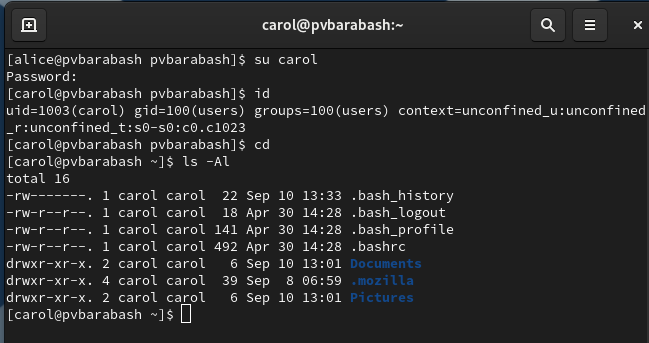 carol@pvbarabash:~
[alice@pvbarabash pvbarabash]$ su carol
Password:
[carol@pvbarabash pvbarabash]$ id
uid=1003(carol) gid=100(users) groups=100(users) context=unconfined_u:unconfined
_r:unconfined_t:s0-s0:c0.c1023
[carol@pvbarabash pvbarabash]$ cd
[carol@pvbarabash ~]$ ls -Al
total 16
-rw-------. 1 carol carol  22 Sep 10 13:33 .bash_history
-rw-r--r--. 1 carol carol  18 Apr 30 14:28 .bash_logout
-rw-r--r--. 1 carol carol 141 Apr 30 14:28 .bash_profile
-rw-r--r--. 1 carol carol 492 Apr 30 14:28 .bashrc
drwxr-xr-x. 2 carol carol   6 Sep 10 13:01 Documents
drwxr-xr-x. 4 carol carol  39 Sep  8 06:59 .mozilla
drwxr-xr-x. 2 carol carol   6 Sep 10 13:01 Pictures
[carol@pvbarabash ~]$